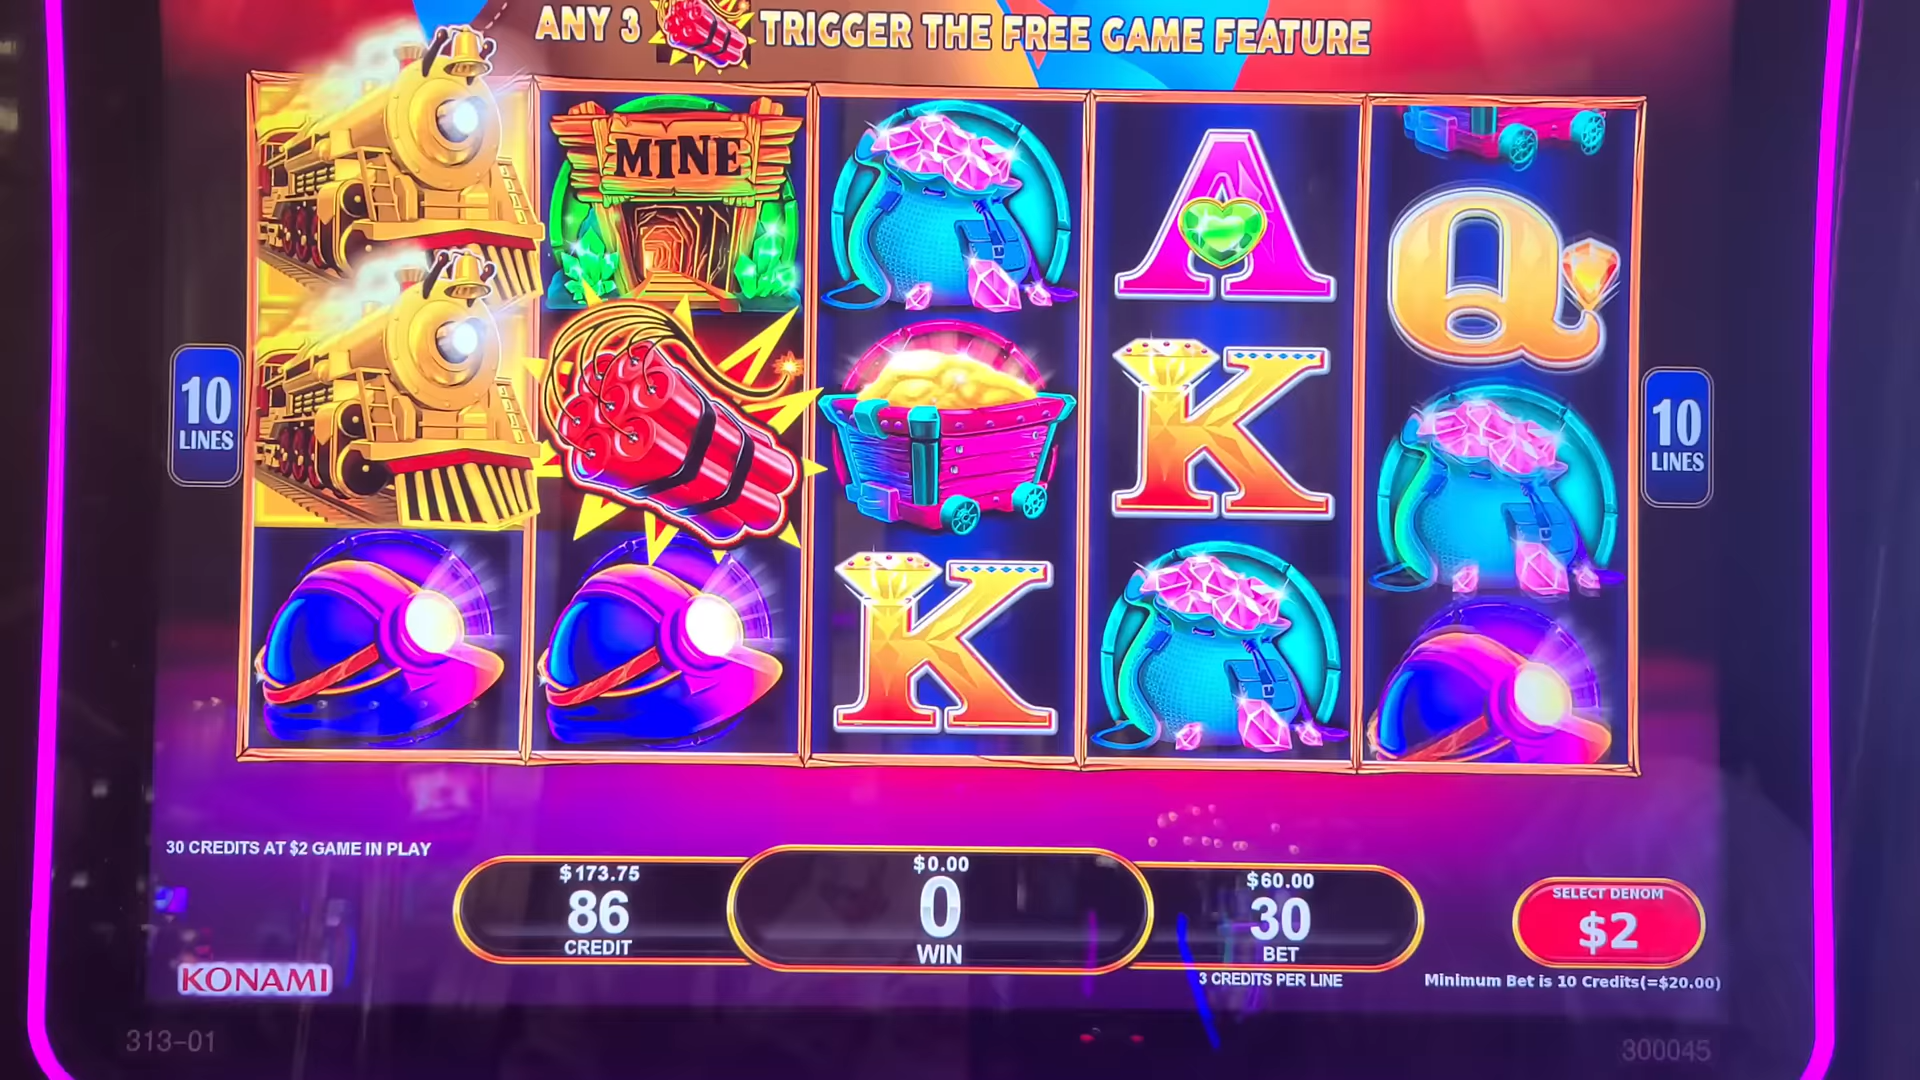 ANY 3 TRIGGER THE FREE GAME FEATURE
MINE
A
Q
K
K
10
LINES
10
LINES
30 CREDITS AT $2 GAME IN PLAY
$173.75
86
CREDIT
$0.00
0
WIN
$60.00
30
BET
3 CREDITS PER LINE
SELECT DENOM
$2
Minimum Bet is 10 Credits(=$20.00)
KONAMI
313-01
300045